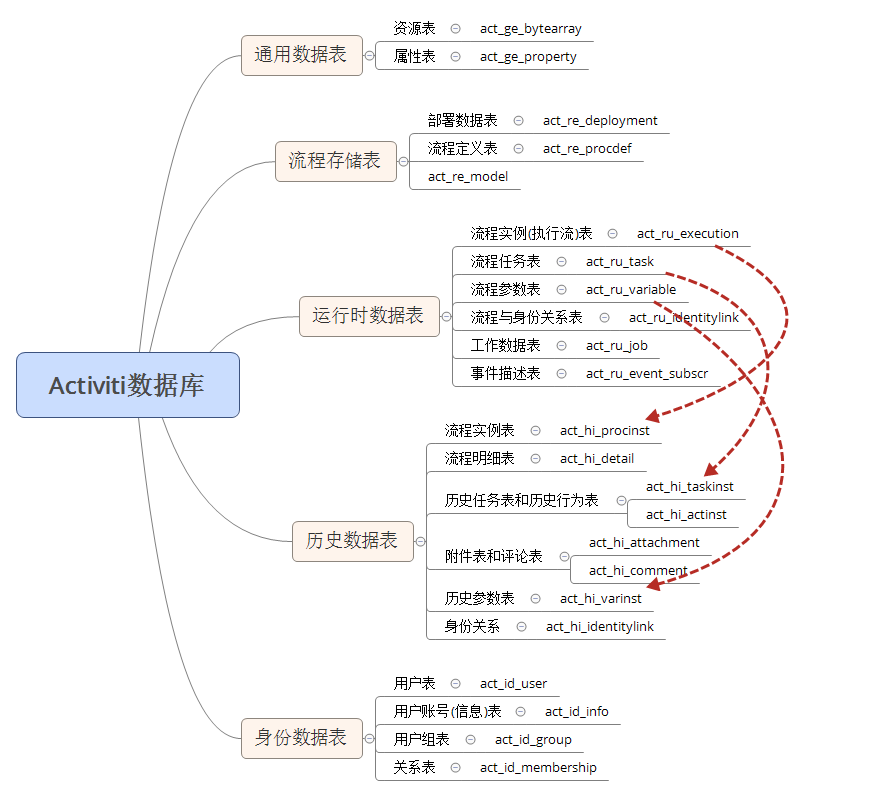 Activiti数据库
通用数据表
资源表 act_ge_bytearray
属性表 act_ge_property
流程存储表
部署数据表 act_re_deployment
流程定义表 act_re_procdef
act_re_model
运行时数据表
流程实例(执行流)表 act_ru_execution
流程任务表 act_ru_task
流程参数表 act_ru_variable
流程与身份关系表 act_ru_identitylink
工作数据表 act_ru_job
事件描述表 act_ru_event_subscr
历史数据表
流程实例表 act_hi_procinst
流程明细表 act_hi_detail
历史任务表和历史行为表
act_hi_taskinst
act_hi_actinst
附件表和评论表
act_hi_attachment
act_hi_comment
历史参数表 act_hi_varinst
身份关系 act_hi_identitylink
身份数据表
用户表 act_id_user
用户账号(信息)表 act_id_info
用户组表 act_id_group
关系表 act_id_membership